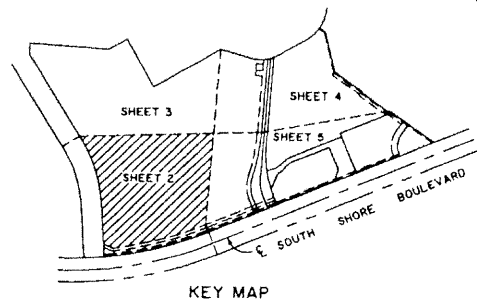 SHEET 3
SHEET 4
SHEET 5
SHEET 2
℄ SOUTH SHORE BOULEVARD
KEY MAP